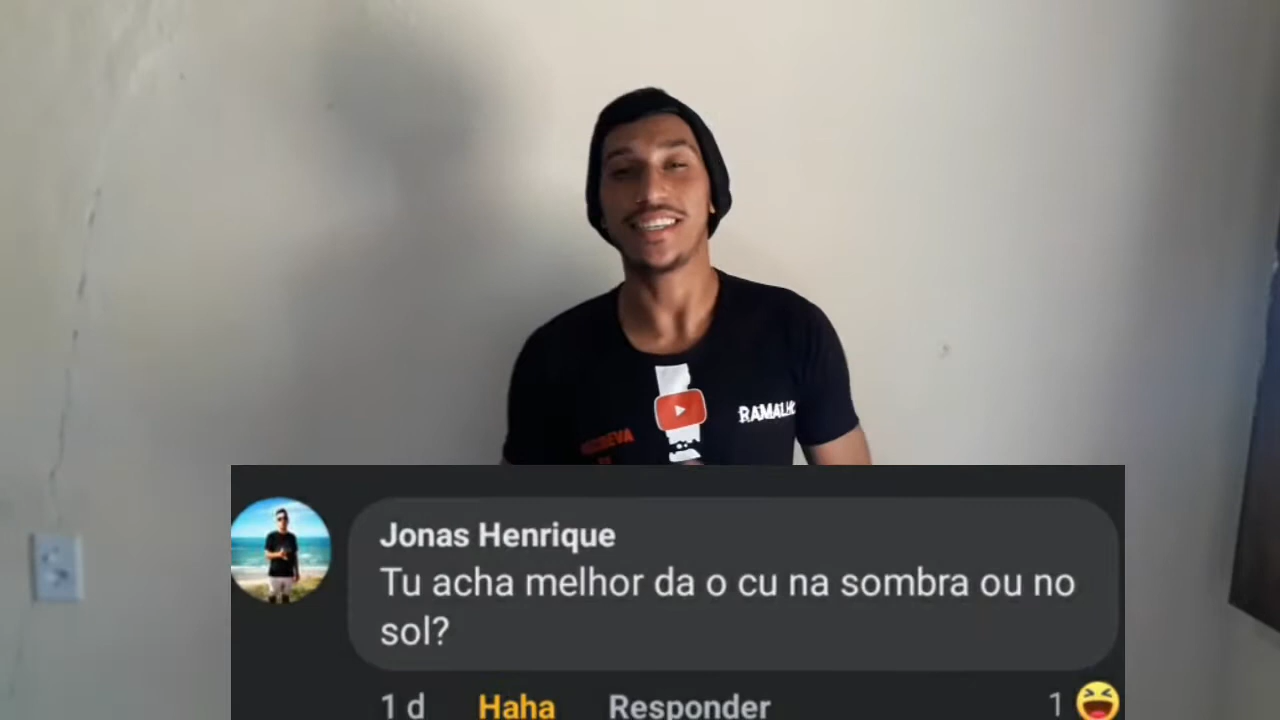 RAMALHO
Jonas Henrique
Tu acha melhor da o cu na sombra ou no
sol?
1 d Haha Responder 1